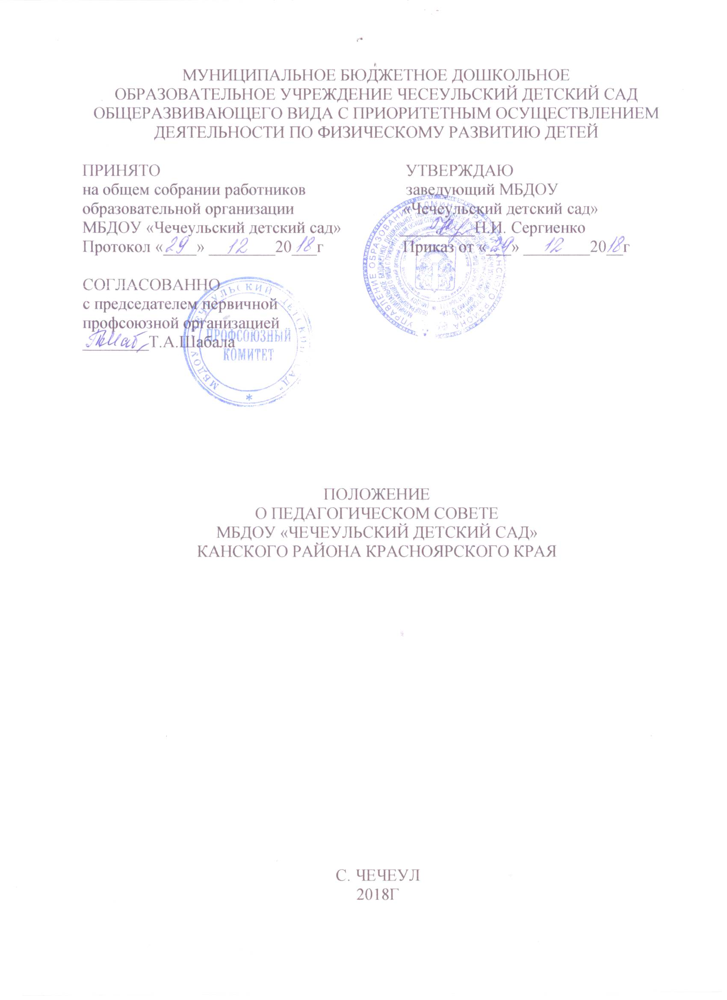 МУНИЦИПАЛЬНОЕ БЮДЖЕТНОЕ ДОШКОЛЬНОЕ
ОБРАЗОВАТЕЛЬНОЕ УЧРЕЖДЕНИЕ ЧЕСЕУЛЬСКИЙ ДЕТСКИЙ САД
ОБЩЕРАЗВИВАЮЩЕГО ВИДА С ПРИОРИТЕТНЫМ ОСУЩЕСТВЛЕНИЕМ
ДЕЯТЕЛЬНОСТИ ПО ФИЗИЧЕСКОМУ РАЗВИТИЮ ДЕТЕЙ
ПРИНЯТО
на общем собрании работников
образовательной организации
МБДОУ «Чечеульский детский сад»
Протокол «29» 12 2018г
УТВЕРЖДАЮ
заведующий МБДОУ
«Чечеульский детский сад»
Н.И. Сергиенко
Приказ от «29» 12 2018г
СОГЛАСОВАННО
с председателем первичной
профсоюзной организацией
Т.А.Шабала
ПРОФСОЮЗНЫЙ
КОМИТЕТ
ПОЛОЖЕНИЕ
О ПЕДАГОГИЧЕСКОМ СОВЕТЕ
МБДОУ «ЧЕЧЕУЛЬСКИЙ ДЕТСКИЙ САД»
КАНСКОГО РАЙОНА КРАСНОЯРСКОГО КРАЯ
С. ЧЕЧЕУЛ
2018Г